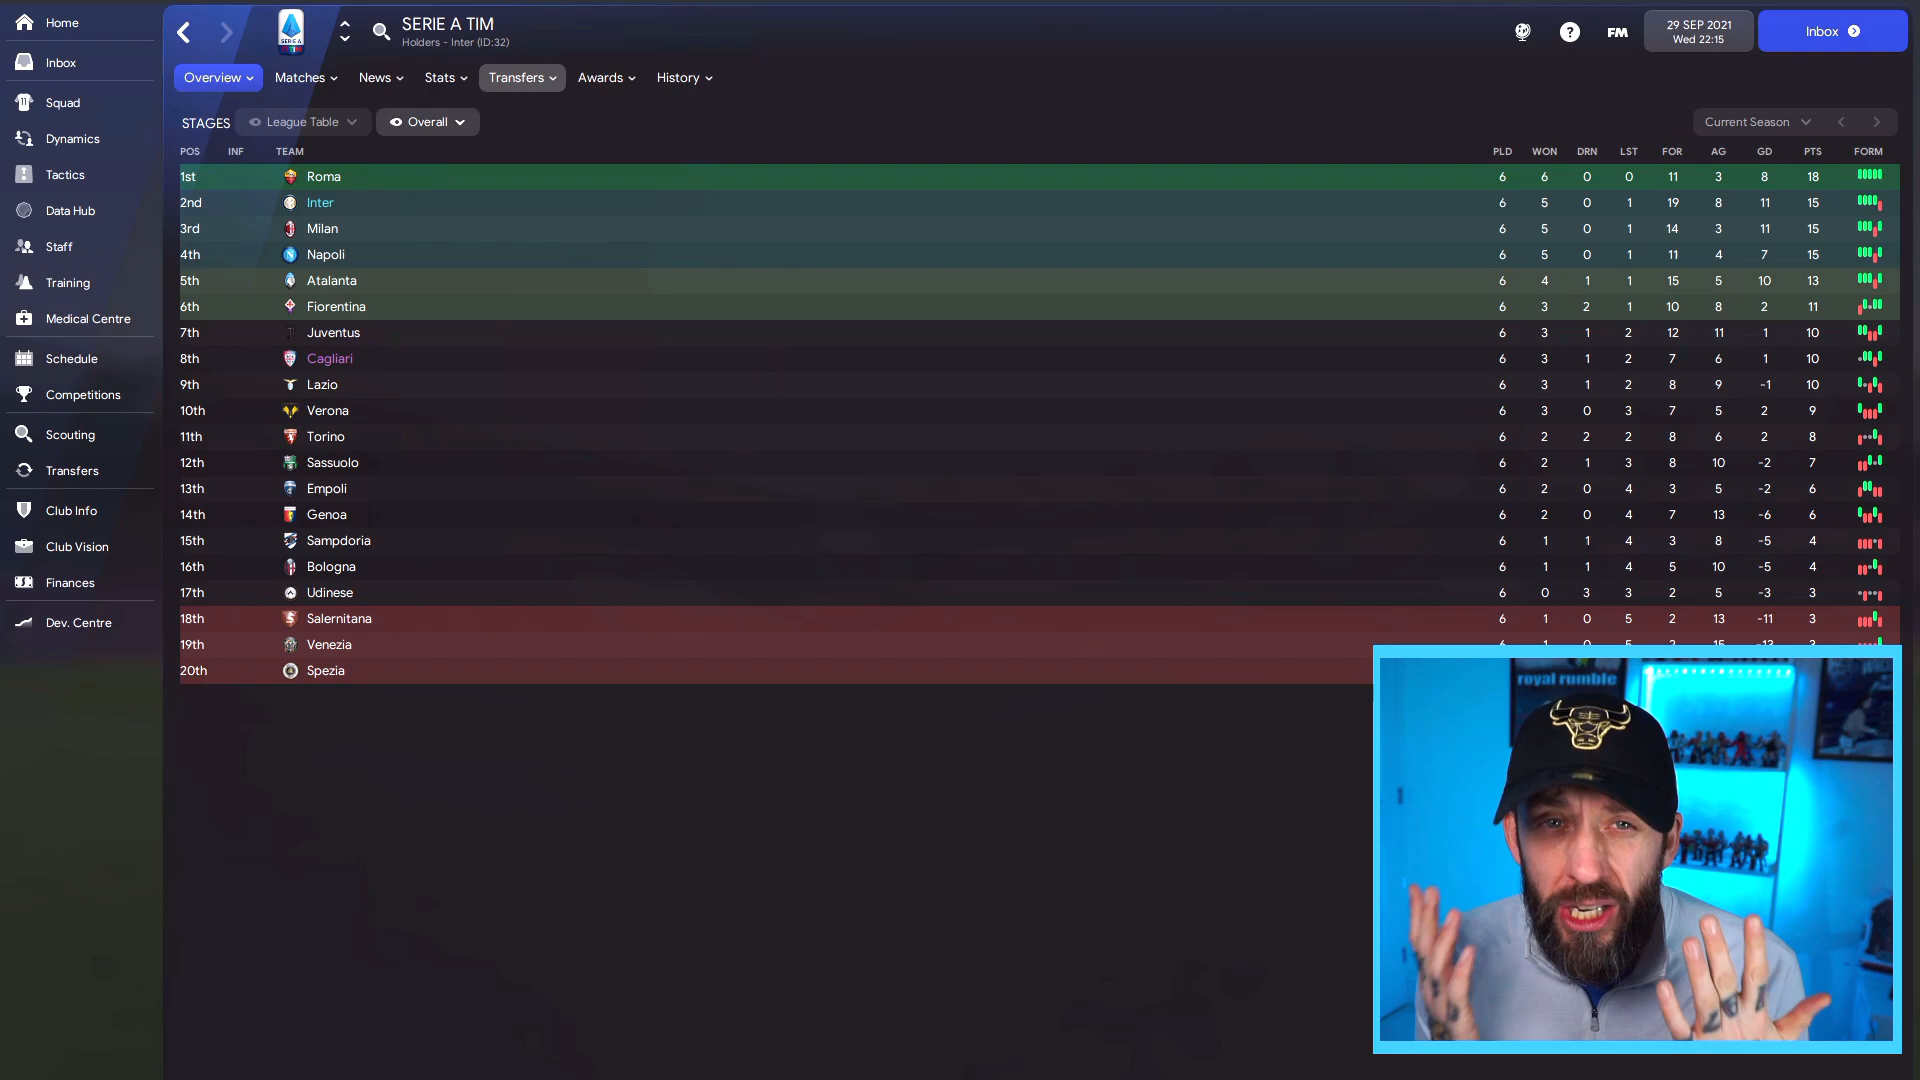 Home
Inbox
Squad
Dynamics
Tactics
Data Hub
Staff
Training
Medical Centre
Schedule
Competitions
Scouting
Transfers
Club Info
Club Vision
Finances
Dev. Centre
SERIE A TIM
Holders - Inter (ID:32)
FM
29 SEP 2021
Wed 22:15
Inbox
Overview Matches News Stats Transfers Awards History
STAGES League Table Overall Current Season
POS INF TEAM PLD WON DRN LST FOR AG GD PTS FORM
1st Roma 6 6 0 0 11 3 8 18
2nd Inter 6 5 0 1 19 8 11 15
3rd Milan 6 5 0 1 14 3 11 15
4th Napoli 6 5 0 1 11 4 7 15
5th Atalanta 6 4 1 1 15 5 10 13
6th Fiorentina 6 3 2 1 10 8 2 11
7th Juventus 6 3 1 2 12 11 1 10
8th Cagliari 6 3 1 2 7 6 1 10
9th Lazio 6 3 1 2 8 9 -1 10
10th Verona 6 3 0 3 7 5 2 9
11th Torino 6 2 2 2 8 6 2 8
12th Sassuolo 6 2 1 3 8 10 -2 7
13th Empoli 6 2 0 4 3 5 -2 6
14th Genoa 6 2 0 4 7 13 -6 6
15th Sampdoria 6 1 1 4 3 8 -5 4
16th Bologna 6 1 1 4 5 10 -5 4
17th Udinese 6 0 3 3 2 5 -3 3
18th Salernitana 6 1 0 5 2 13 -11 3
19th Venezia 6 1 0 5 2 15 -13 3
20th Spezia
royal rumble